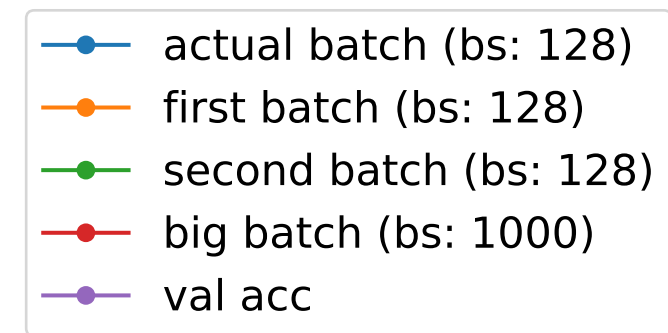 actual batch (bs: 128)
first batch (bs: 128)
second batch (bs: 128)
big batch (bs: 1000)
val acc